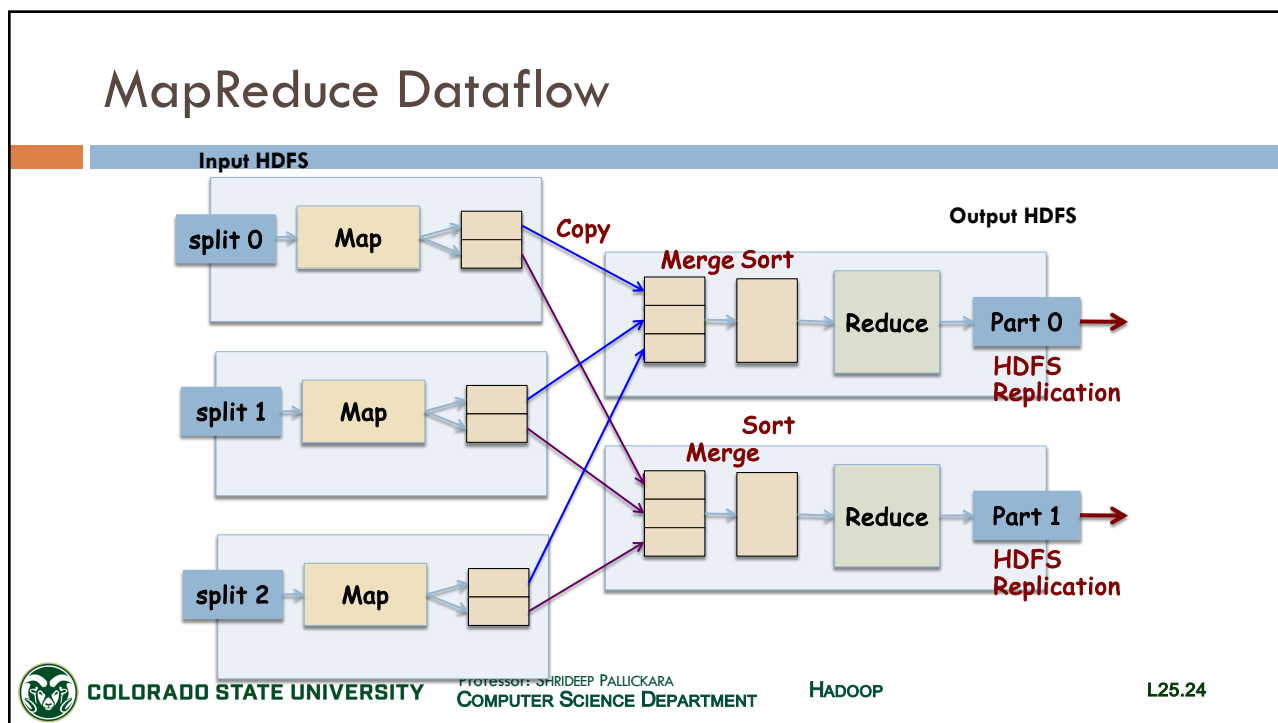 MapReduce Dataflow
Input HDFS
split 0
Map
Copy
split 1
Map
split 2
Map
Output HDFS
Merge Sort
Reduce
Part 0
HDFS
Replication
Sort
Merge
Reduce
Part 1
HDFS
Replication
COLORADO STATE UNIVERSITY
Professor: SHRIDEEP PALLICKARA
COMPUTER SCIENCE DEPARTMENT
HADOOP
L25.24